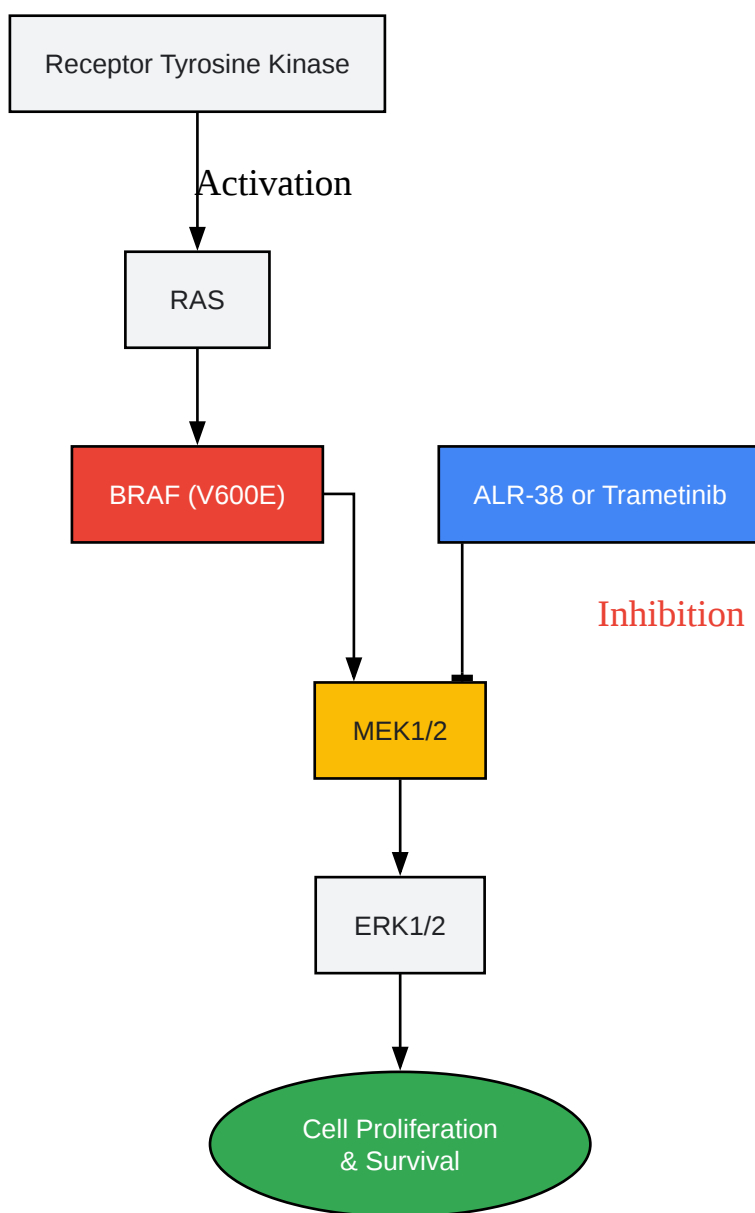 Receptor Tyrosine Kinase
Activation
RAS
BRAF (V600E)
ALR-38 or Trametinib
Inhibition
MEK1/2
ERK1/2
Cell Proliferation
& Survival